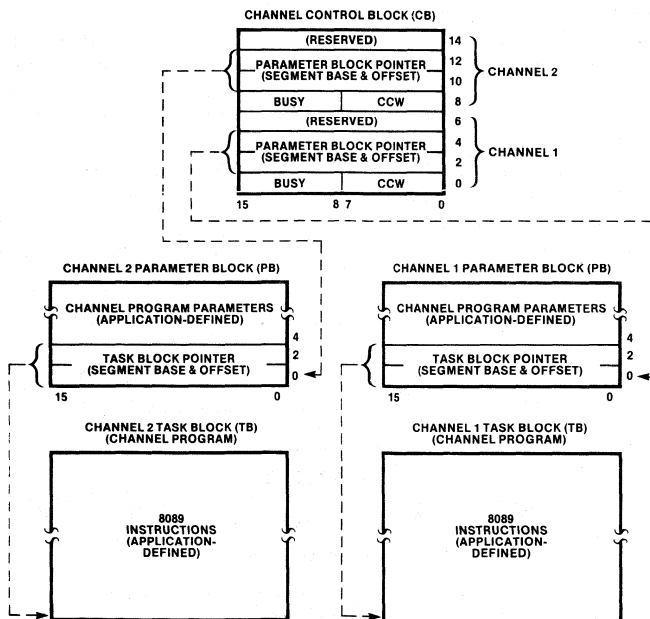 CHANNEL CONTROL BLOCK (CB)
(RESERVED) 14
PARAMETER BLOCK POINTER 12
(SEGMENT BASE & OFFSET) 10
CHANNEL 2
BUSY CCW 8
(RESERVED) 6
PARAMETER BLOCK POINTER 4
(SEGMENT BASE & OFFSET) 2
CHANNEL 1
BUSY CCW 0
15 8 7 0
CHANNEL 2 PARAMETER BLOCK (PB)
CHANNEL PROGRAM PARAMETERS
(APPLICATION-DEFINED)
4
TASK BLOCK POINTER 2
(SEGMENT BASE & OFFSET) 0
15 0
CHANNEL 1 PARAMETER BLOCK (PB)
CHANNEL PROGRAM PARAMETERS
(APPLICATION-DEFINED)
4
TASK BLOCK POINTER 2
(SEGMENT BASE & OFFSET) 0
15 0
CHANNEL 2 TASK BLOCK (TB)
(CHANNEL PROGRAM)
8089
INSTRUCTIONS
(APPLICATION-
DEFINED)
CHANNEL 1 TASK BLOCK (TB)
(CHANNEL PROGRAM)
8089
INSTRUCTIONS
(APPLICATION-
DEFINED)